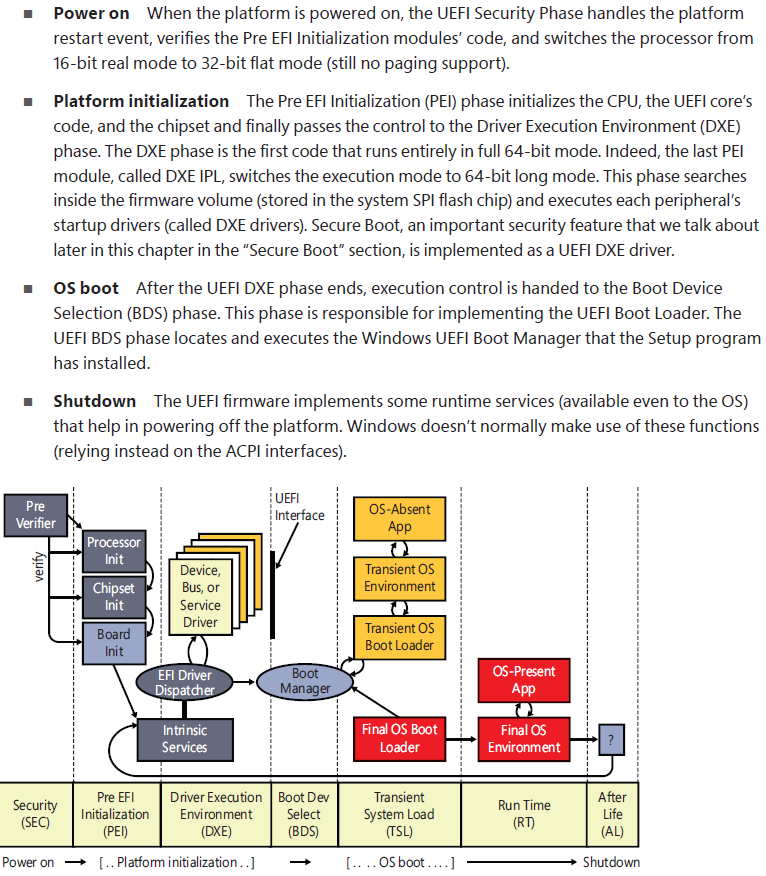 ■ Power on When the platform is powered on, the UEFI Security Phase handles the platform
restart event, verifies the Pre EFI Initialization modules’ code, and switches the processor from
16-bit real mode to 32-bit flat mode (still no paging support).
■ Platform initialization The Pre EFI Initialization (PEI) phase initializes the CPU, the UEFI core’s
code, and the chipset and finally passes the control to the Driver Execution Environment (DXE)
phase. The DXE phase is the first code that runs entirely in full 64-bit mode. Indeed, the last PEI
module, called DXE IPL, switches the execution mode to 64-bit long mode. This phase searches
inside the firmware volume (stored in the system SPI flash chip) and executes each peripheral’s
startup drivers (called DXE drivers). Secure Boot, an important security feature that we talk about
later in this chapter in the “Secure Boot” section, is implemented as a UEFI DXE driver.
■ OS boot After the UEFI DXE phase ends, execution control is handed to the Boot Device
Selection (BDS) phase. This phase is responsible for implementing the UEFI Boot Loader. The
UEFI BDS phase locates and executes the Windows UEFI Boot Manager that the Setup program
has installed.
■ Shutdown The UEFI firmware implements some runtime services (available even to the OS)
that help in powering off the platform. Windows doesn’t normally make use of these functions
(relying instead on the ACPI interfaces).
Pre
Verifier
verify
Processor
Init
Chipset
Init
Board
Init
Device,
Bus, or
Service
Driver
EFI Driver
Dispatcher
Intrinsic
Services
UEFI
Interface
Boot
Manager
OS-Absent
App
Transient OS
Environment
Transient OS
Boot Loader
Final OS Boot
Loader
OS-Present
App
Final OS
Environment
?
Security
(SEC)
Pre EFI
Initialization
(PEI)
Driver Execution
Environment
(DXE)
Boot Dev
Select
(BDS)
Transient
System Load
(TSL)
Run Time
(RT)
After
Life
(AL)
Power on
[ . . Platform initialization . . ]
[ . . . . OS boot . . . . ]
Shutdown